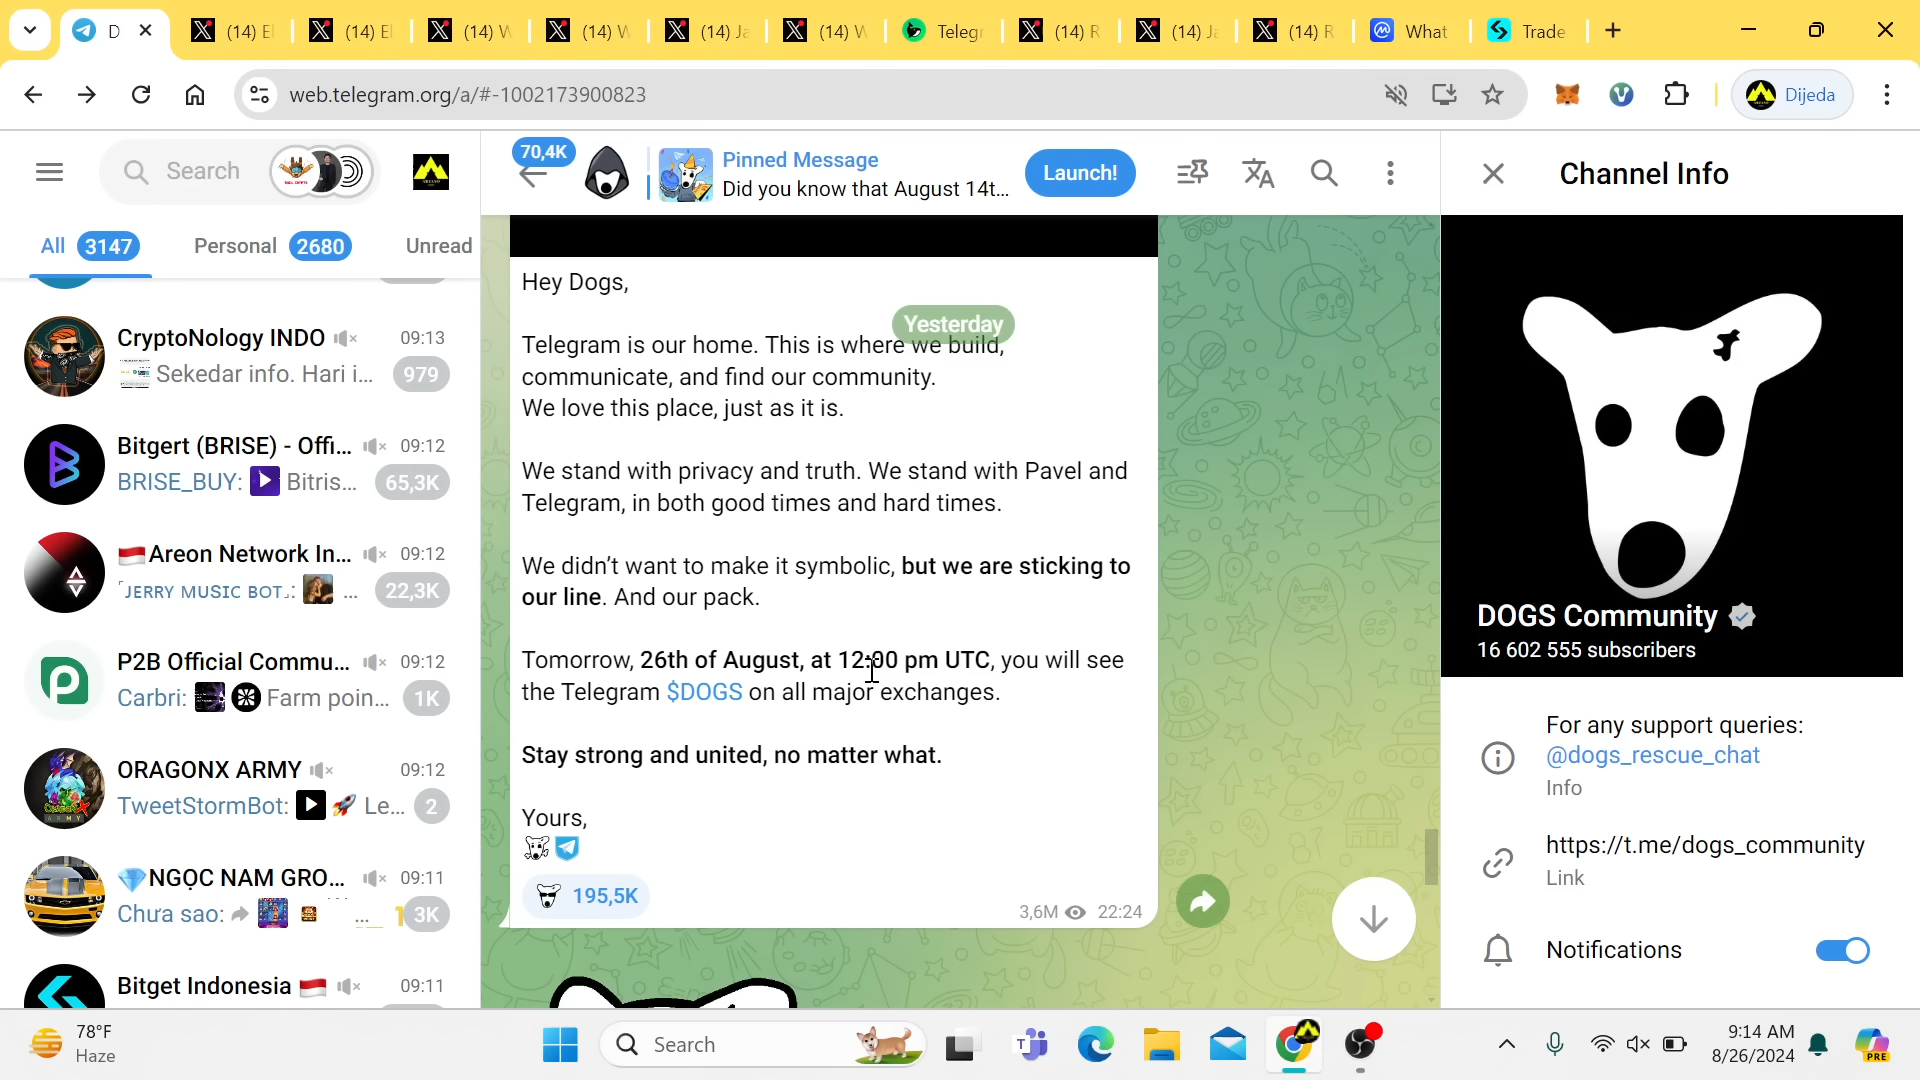 D
(14) El
(14) El
(14) W
(14) W
(14) Ja
(14) W
Telegr
(14) R
(14) Ja
(14) R
What
Trade
web.telegram.org/a/#-1002173900823
Dijeda
Search
All 3147
Personal 2680
Unread
CryptoNology INDO 09:13
Sekedar info. Hari i... 979
Bitgert (BRISE) - Offi... 09:12
BRISE_BUY: Bitris... 65,3K
Areon Network In... 09:12
「JERRY MUSIC BOT」: ... 22,3K
P2B Official Commu... 09:12
Carbri: Farm poin... 1K
ORAGONX ARMY 09:12
TweetStormBot: Le... 2
NGỌC NAM GRO... 09:11
Chưa sao: ... 3K
Bitget Indonesia 09:11
70,4K
Pinned Message
Did you know that August 14t...
Launch!
Hey Dogs,
Yesterday
Telegram is our home. This is where we build,
communicate, and find our community.
We love this place, just as it is.
We stand with privacy and truth. We stand with Pavel and
Telegram, in both good times and hard times.
We didn't want to make it symbolic, but we are sticking to
our line. And our pack.
Tomorrow, 26th of August, at 12:00 pm UTC, you will see
the Telegram $DOGS on all major exchanges.
Stay strong and united, no matter what.
Yours,
195,5K
3,6M 22:24
Channel Info
DOGS Community
16 602 555 subscribers
For any support queries:
@dogs_rescue_chat
Info
https://t.me/dogs_community
Link
Notifications
78°F
Haze
Search
9:14 AM
8/26/2024
PRE